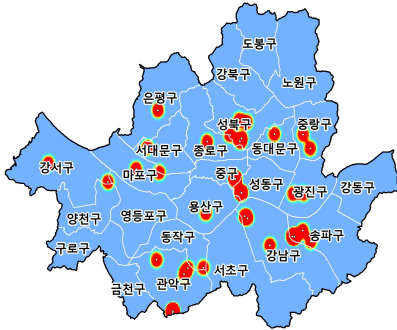 도봉구
강북구
노원구
은평구
성북구
중랑구
서대문구
종로구
동대문구
강서구
마포구
중구
성동구
광진구
강동구
양천구
영등포구
용산구
구로구
동작구
송파구
강남구
금천구
관악구
서초구